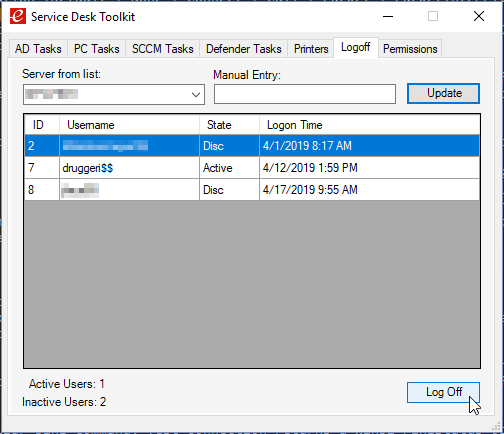 Service Desk Toolkit
AD Tasks PC Tasks SCCM Tasks Defender Tasks Printers Logoff Permissions
Server from list: Manual Entry:
Update
ID Username State Logon Time
2 Disc 4/1/2019 8:17 AM
7 druggeri$$ Active 4/12/2019 1:59 PM
8 Disc 4/17/2019 9:55 AM
Active Users: 1
Inactive Users: 2
Log Off